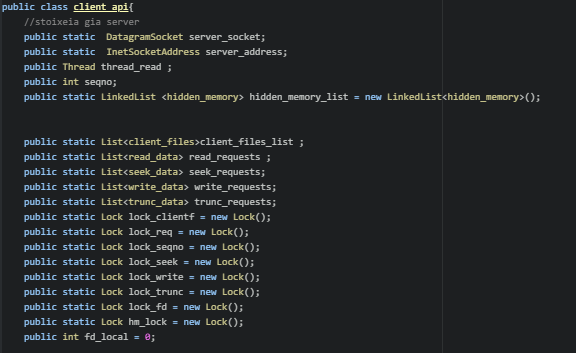 public class client_api{
//stoixeia gia server
public static  DatagramSocket server_socket;
public static  InetSocketAddress server_address;
public Thread thread_read ;
public int seqno;
public static LinkedList <hidden_memory> hidden_memory_list = new LinkedList<hidden_memory>();
public static List<client_files>client_files_list ;
public static List<read_data> read_requests ;
public static List<seek_data> seek_requests;
public static List<write_data> write_requests;
public static List<trunc_data> trunc_requests;
public static Lock lock_clientf = new Lock();
public static Lock lock_req = new Lock();
public static Lock lock_seqno = new Lock();
public static Lock lock_seek = new Lock();
public static Lock lock_write = new Lock();
public static Lock lock_trunc = new Lock();
public static Lock lock_fd = new Lock();
public static Lock hm_lock = new Lock();
public int fd_local = 0;